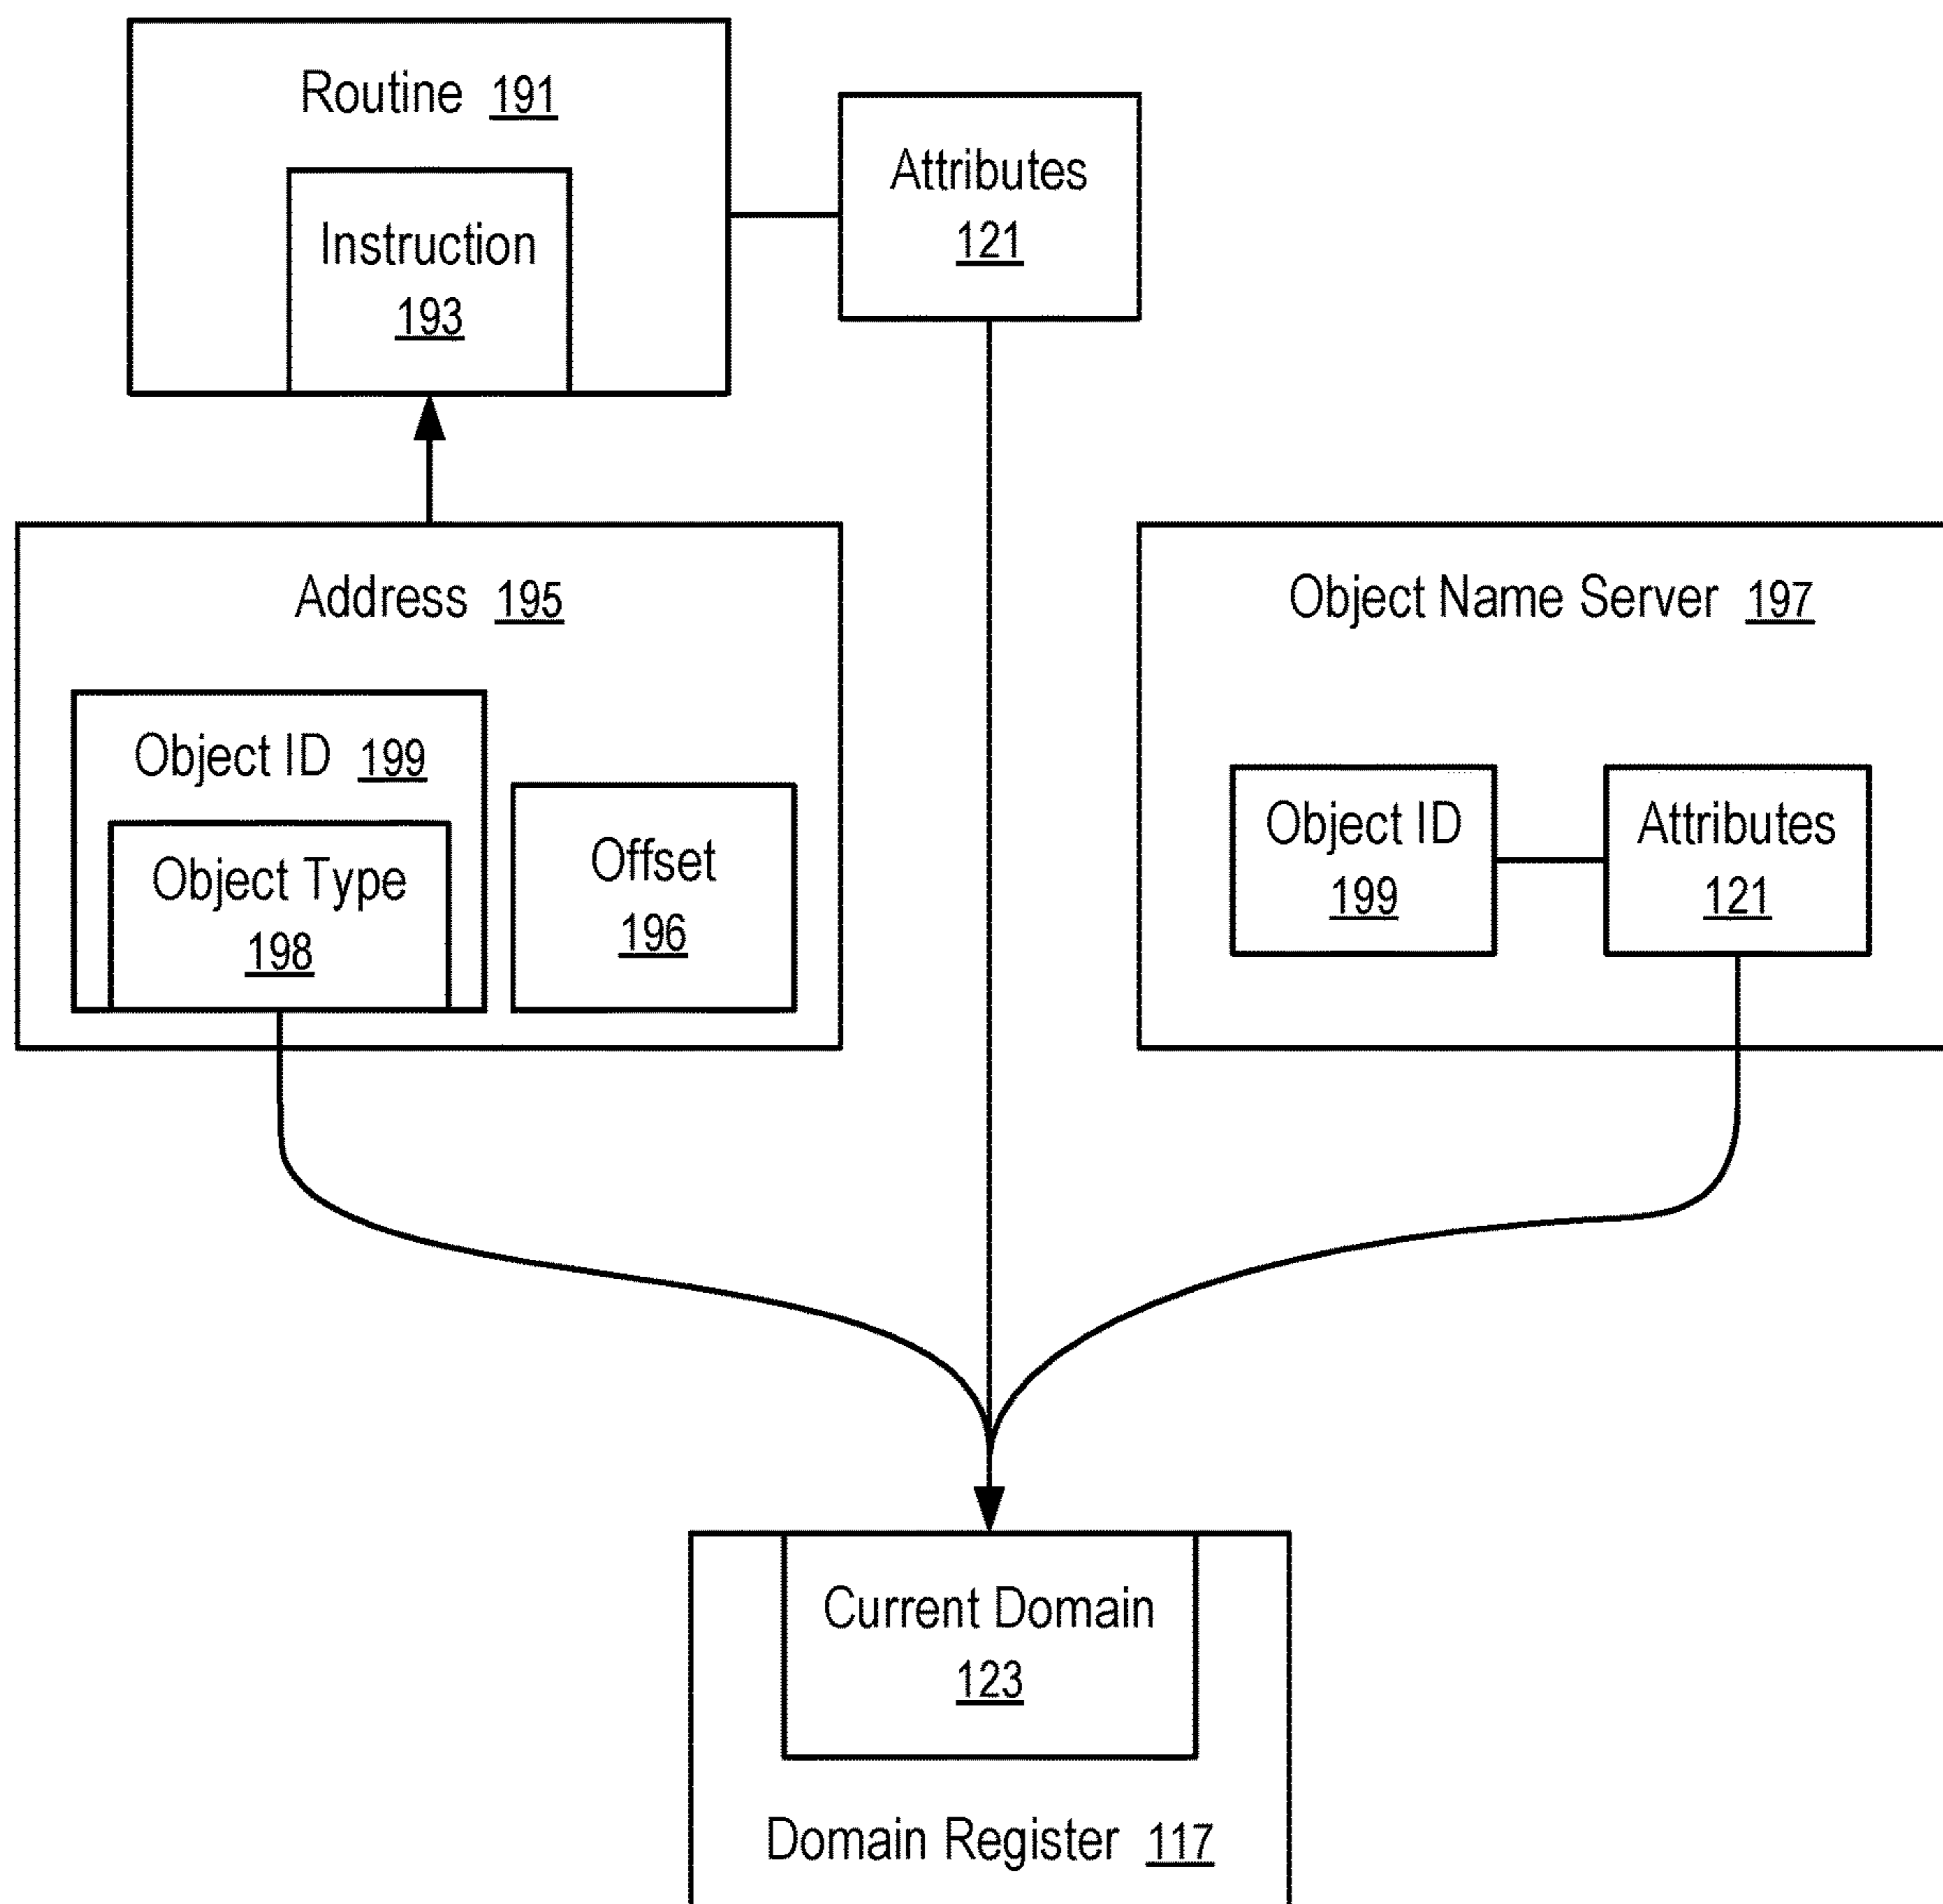 Routine 191
Instruction
193
Attributes
121
Address 195
Object ID 199
Object Type
198
Offset
196
Object Name Server 197
Object ID
199
Attributes
121
Current Domain
123
Domain Register 117